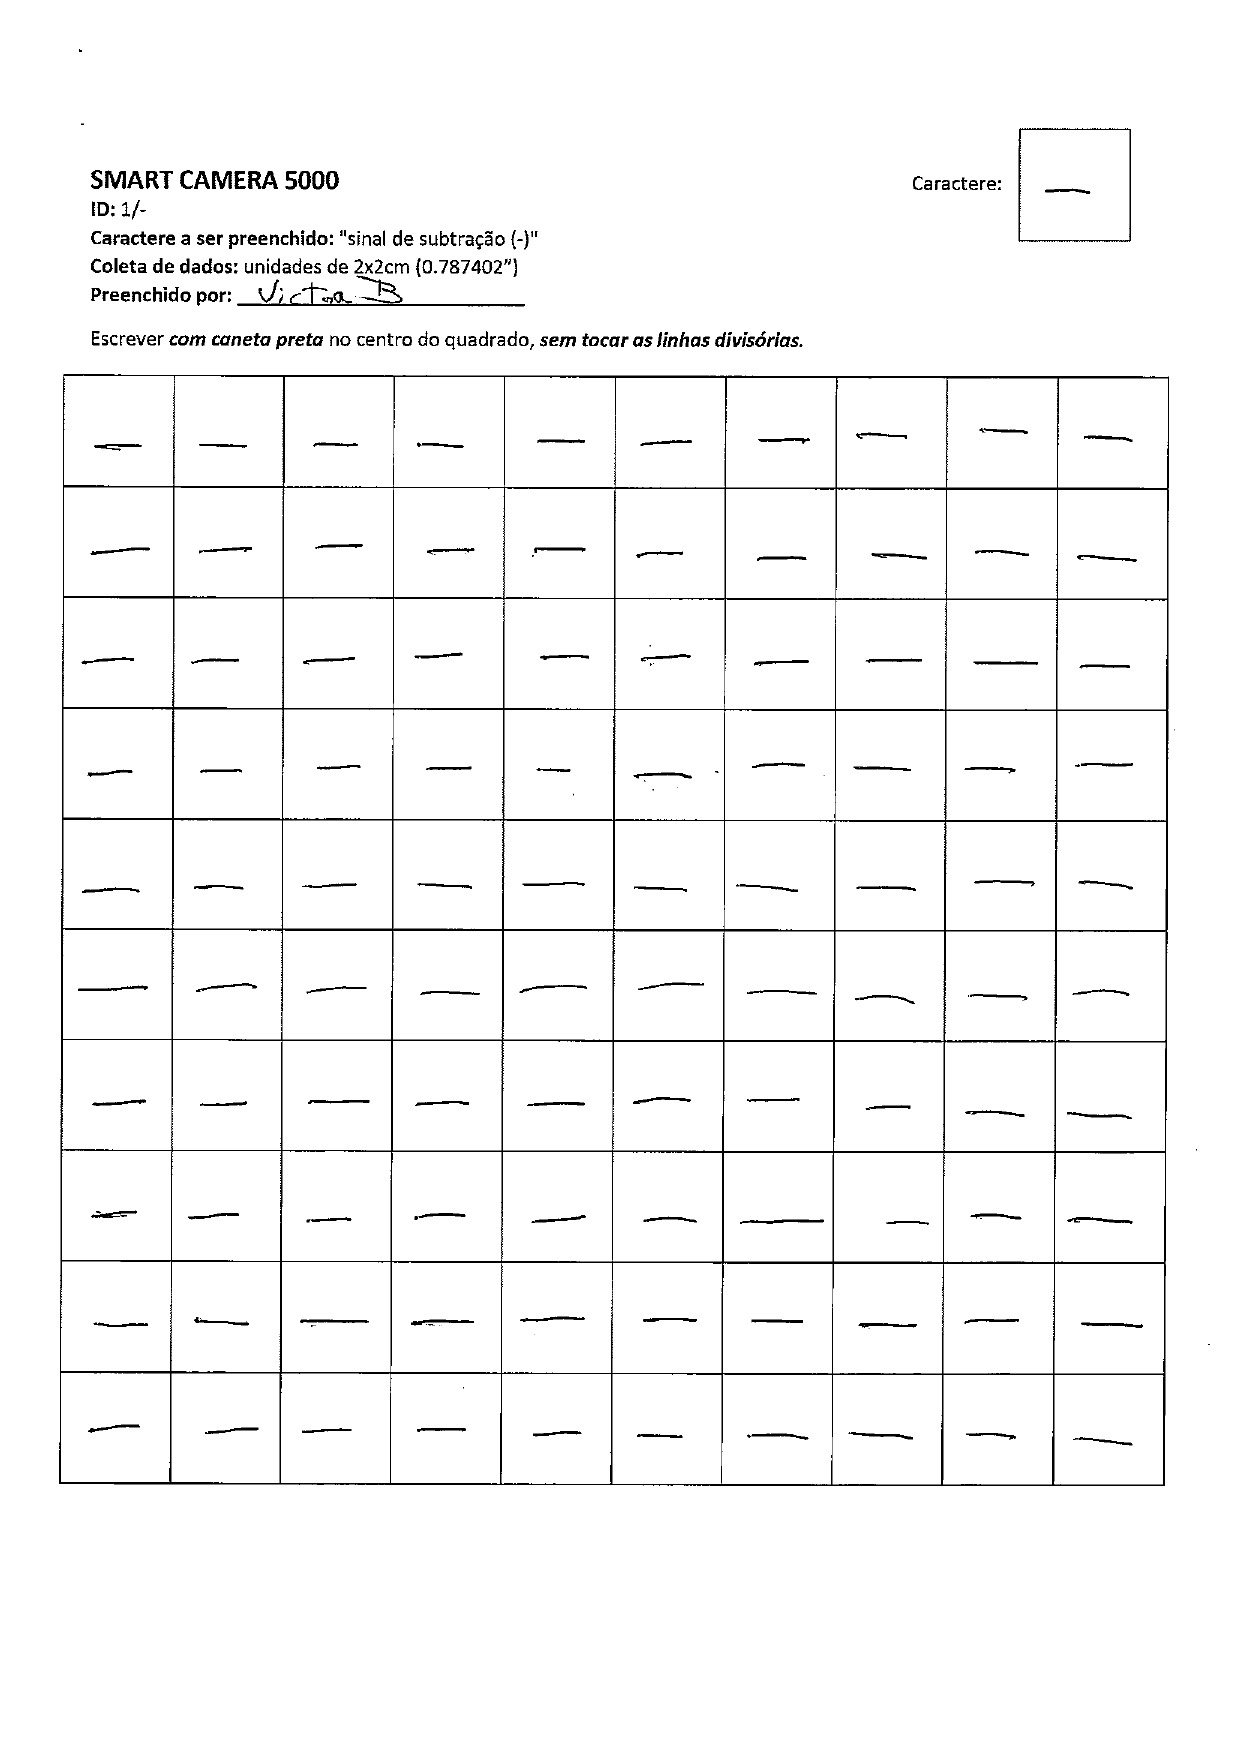 SMART CAMERA 5000
Caractere: —
ID: 1/-
Caractere a ser preenchido: "sinal de subtração (-)"
Coleta de dados: unidades de 2x2cm (0.787402")
Preenchido por: Victor B
Escrever com caneta preta no centro do quadrado, sem tocar as linhas divisórias.
— — — — — — — — — —
— — — — — — — — — —
— — — — — — — — — —
— — — — — — — — — —
— — — — — — — — — —
— — — — — — — — — —
— — — — — — — — — —
— — — — — — — — — —
— — — — — — — — — —
— — — — — — — — — —